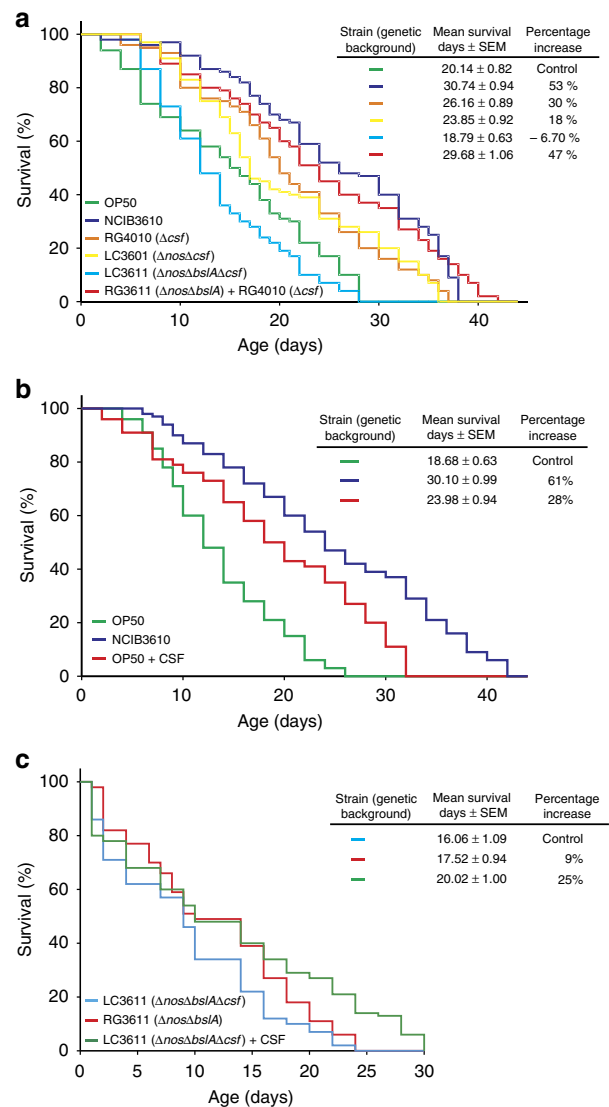 a
Strain (genetic background) Mean survival days ± SEM Percentage increase
20.14 ± 0.82 Control
30.74 ± 0.94 53 %
26.16 ± 0.89 30 %
23.85 ± 0.92 18 %
18.79 ± 0.63 – 6.70 %
29.68 ± 1.06 47 %
Survival (%)
100
80
60
40
20
0
OP50
NCIB3610
RG4010 (Δcsf)
LC3601 (ΔnosΔcsf)
LC3611 (ΔnosΔbslAΔcsf)
RG3611 (ΔnosΔbslA) + RG4010 (Δcsf)
0 10 20 30 40
Age (days)
b
Strain (genetic background) Mean survival days ± SEM Percentage increase
18.68 ± 0.63 Control
30.10 ± 0.99 61%
23.98 ± 0.94 28%
Survival (%)
100
80
60
40
20
0
OP50
NCIB3610
OP50 + CSF
0 10 20 30 40
Age (days)
c
Strain (genetic background) Mean survival days ± SEM Percentage increase
16.06 ± 1.09 Control
17.52 ± 0.94 9%
20.02 ± 1.00 25%
Survival (%)
100
80
60
40
20
0
LC3611 (ΔnosΔbslAΔcsf)
RG3611 (ΔnosΔbslA)
LC3611 (ΔnosΔbslAΔcsf) + CSF
0 5 10 15 20 25 30
Age (days)